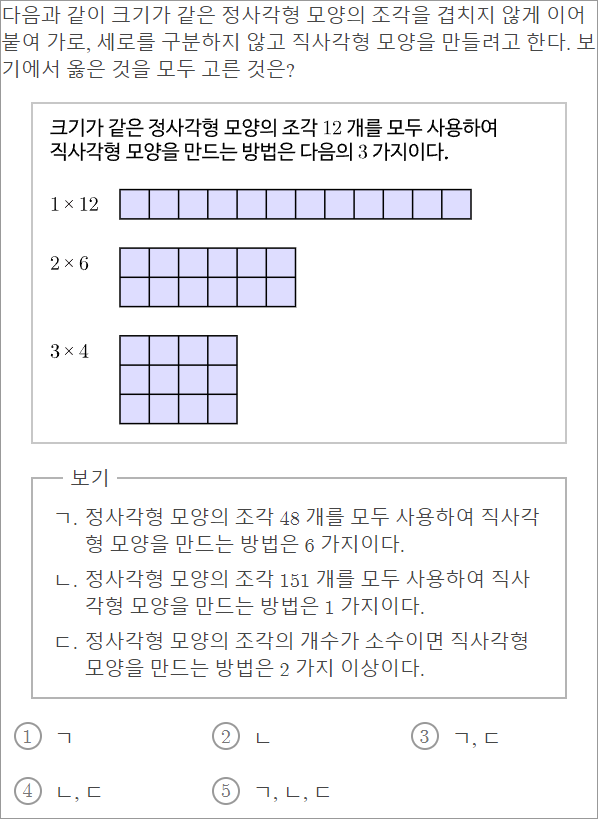 다음과 같이 크기가 같은 정사각형 모양의 조각을 겹치지 않게 이어
붙여 가로, 세로를 구분하지 않고 직사각형 모양을 만들려고 한다. 보
기에서 옳은 것을 모두 고른 것은?
크기가 같은 정사각형 모양의 조각 12 개를 모두 사용하여
직사각형 모양을 만드는 방법은 다음의 3 가지이다.
1 × 12
2 × 6
3 × 4
보기
ㄱ. 정사각형 모양의 조각 48 개를 모두 사용하여 직사각
형 모양을 만드는 방법은 6 가지이다.
ㄴ. 정사각형 모양의 조각 151 개를 모두 사용하여 직사
각형 모양을 만드는 방법은 1 가지이다.
ㄷ. 정사각형 모양의 조각의 개수가 소수이면 직사각형
모양을 만드는 방법은 2 가지 이상이다.
① ㄱ ② ㄴ ③ ㄱ, ㄷ
④ ㄴ, ㄷ ⑤ ㄱ, ㄴ, ㄷ